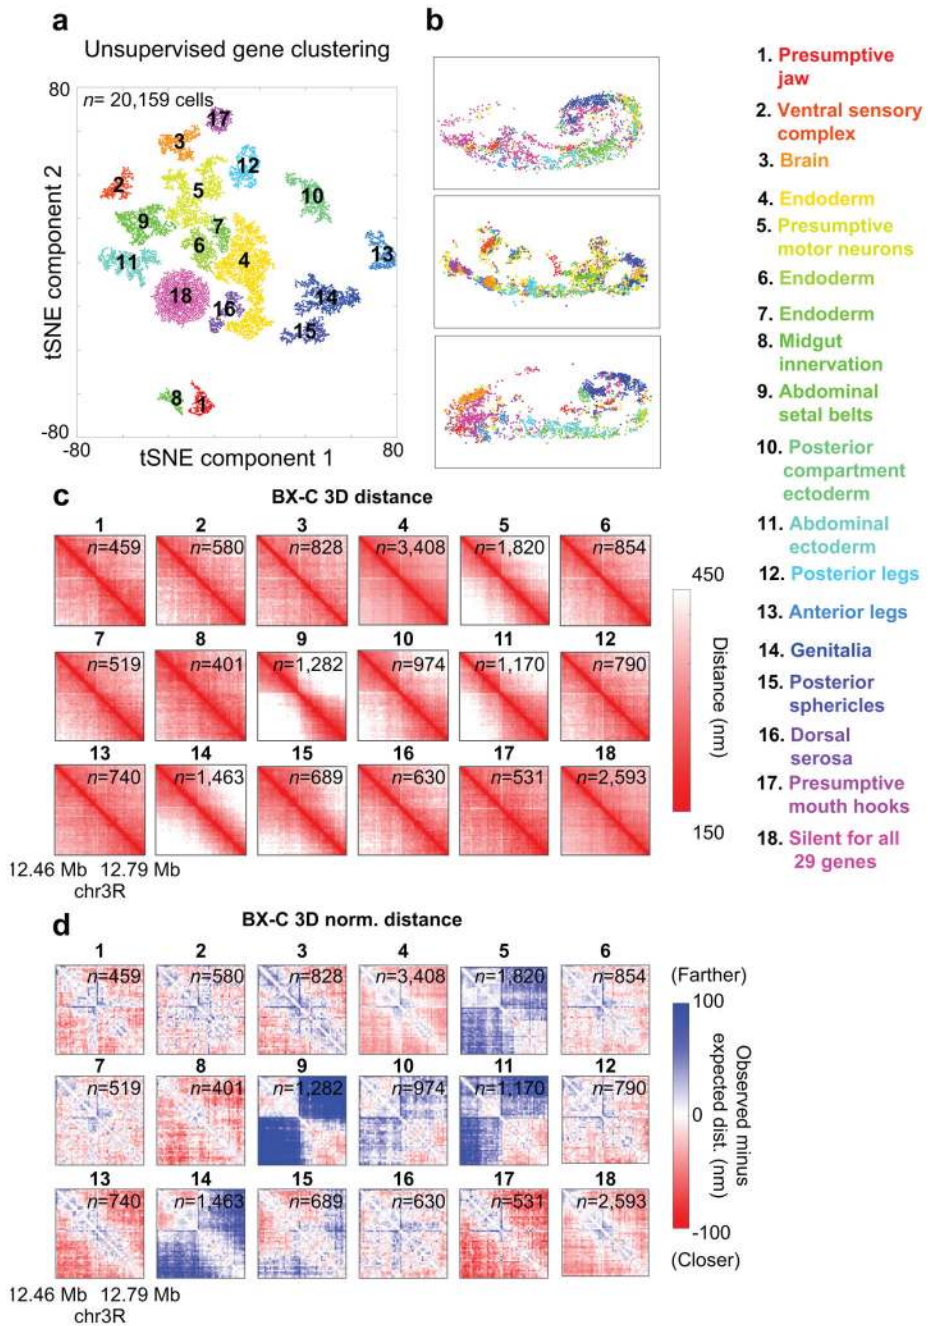 a
b
Unsupervised gene clustering
80
n= 20,159 cells
17
3
12
2
5
10
9
7
6
4
13
11
18
14
16
15
8
1
-80
-80
80
tSNE component 2
tSNE component 1
1. Presumptive
jaw
2. Ventral sensory
complex
3. Brain
4. Endoderm
5. Presumptive
motor neurons
6. Endoderm
7. Endoderm
8. Midgut
innervation
9. Abdominal
setal belts
10. Posterior
compartment
ectoderm
11. Abdominal
ectoderm
12. Posterior legs
13. Anterior legs
14. Genitalia
15. Posterior
sphericles
16. Dorsal
serosa
17. Presumptive
mouth hooks
18. Silent for all
29 genes
c
BX-C 3D distance
1 2 3 4 5 6
n=459 n=580 n=828 n=3,408 n=1,820 n=854
7 8 9 10 11 12
n=519 n=401 n=1,282 n=974 n=1,170 n=790
13 14 15 16 17 18
n=740 n=1,463 n=689 n=630 n=531 n=2,593
12.46 Mb 12.79 Mb
chr3R
450
Distance (nm)
150
d
BX-C 3D norm. distance
1 2 3 4 5 6
n=459 n=580 n=828 n=3,408 n=1,820 n=854
7 8 9 10 11 12
n=519 n=401 n=1,282 n=974 n=1,170 n=790
13 14 15 16 17 18
n=740 n=1,463 n=689 n=630 n=531 n=2,593
12.46 Mb 12.79 Mb
chr3R
(Farther)
100
0
-100
(Closer)
Observed minus
expected dist. (nm)